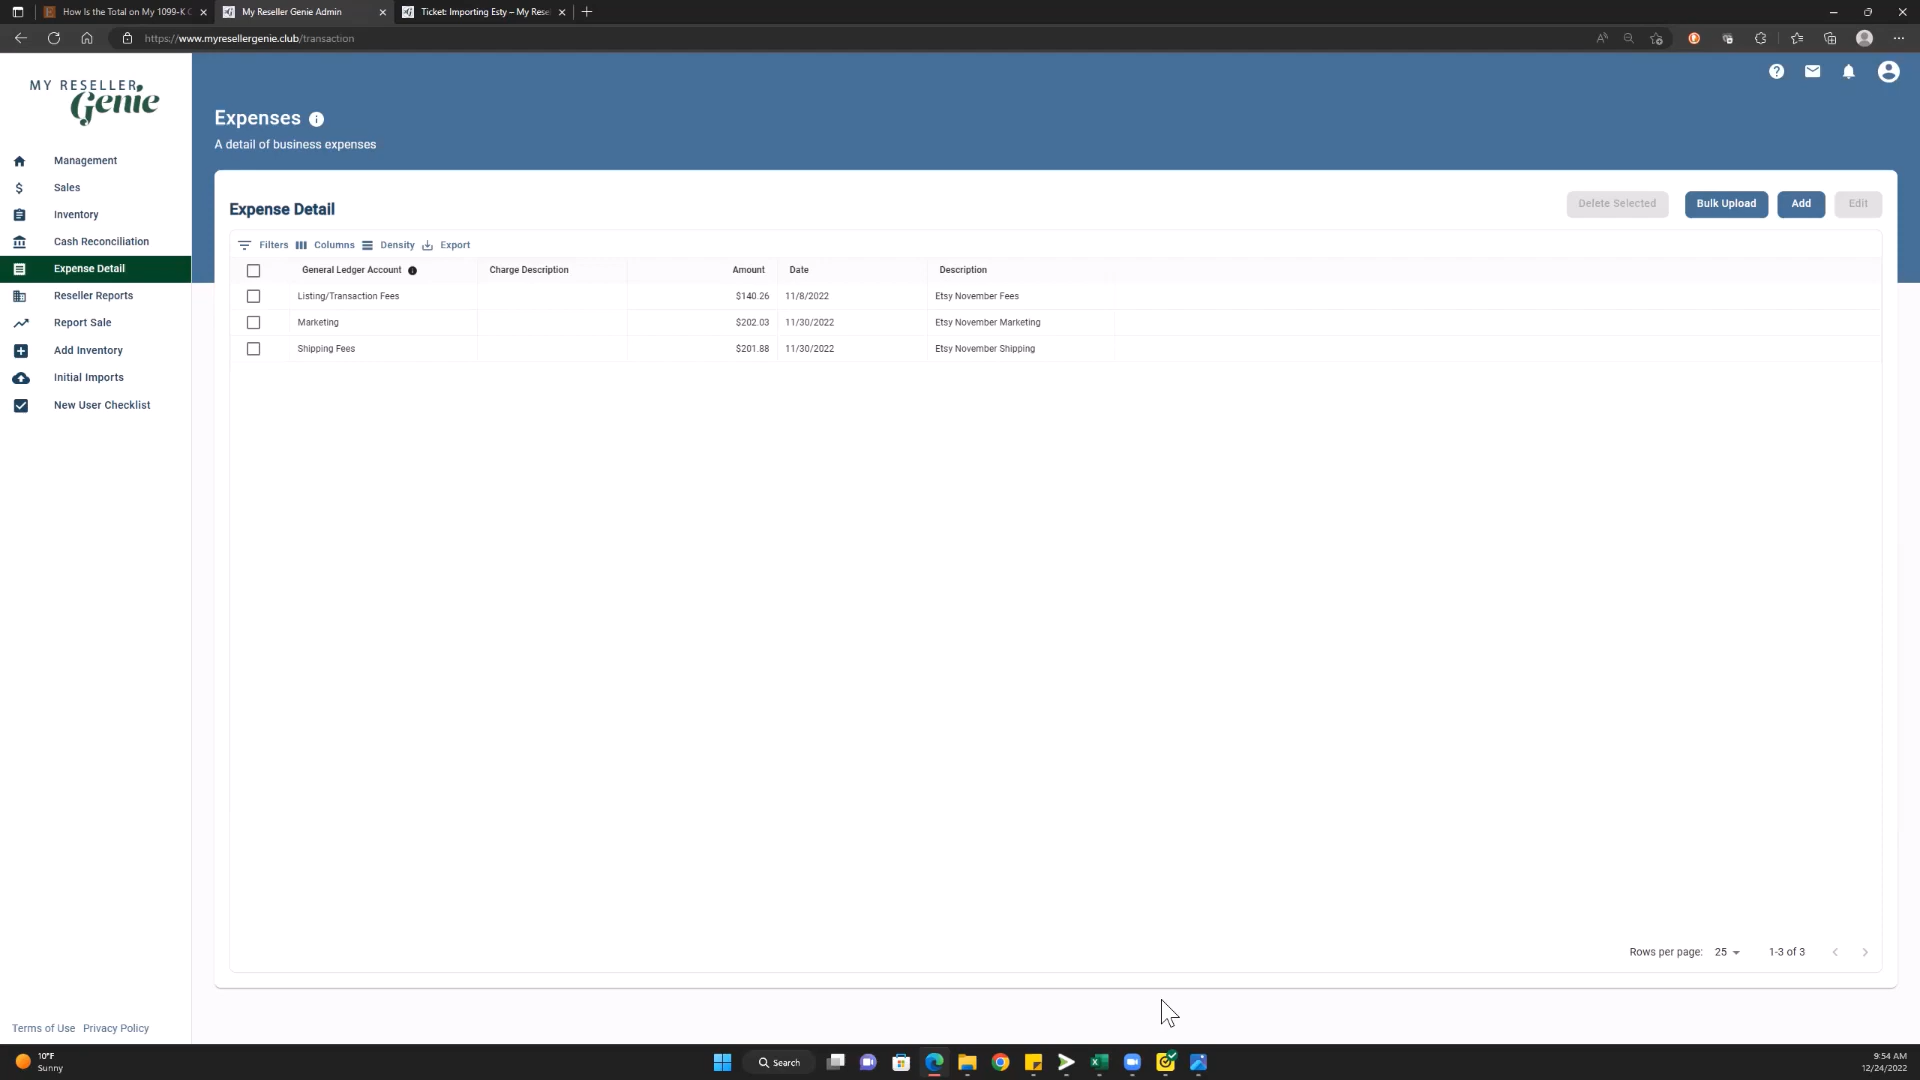 How Is the Total on My 1099-K C
My Reseller Genie Admin
Ticket: Importing Esty – My Rese
https://www.myresellergenie.club/transaction
MY RESELLER
Genie
Management
Sales
Inventory
Cash Reconciliation
Expense Detail
Reseller Reports
Report Sale
Add Inventory
Initial Imports
New User Checklist
Terms of Use Privacy Policy
Expenses
A detail of business expenses
Expense Detail
Delete Selected Bulk Upload Add Edit
Filters Columns Density Export
General Ledger Account Charge Description Amount Date Description
Listing/Transaction Fees $140.26 11/8/2022 Etsy November Fees
Marketing $202.03 11/30/2022 Etsy November Marketing
Shipping Fees $201.88 11/30/2022 Etsy November Shipping
Rows per page: 25 1-3 of 3
10°F
Sunny
Search
9:54 AM
12/24/2022